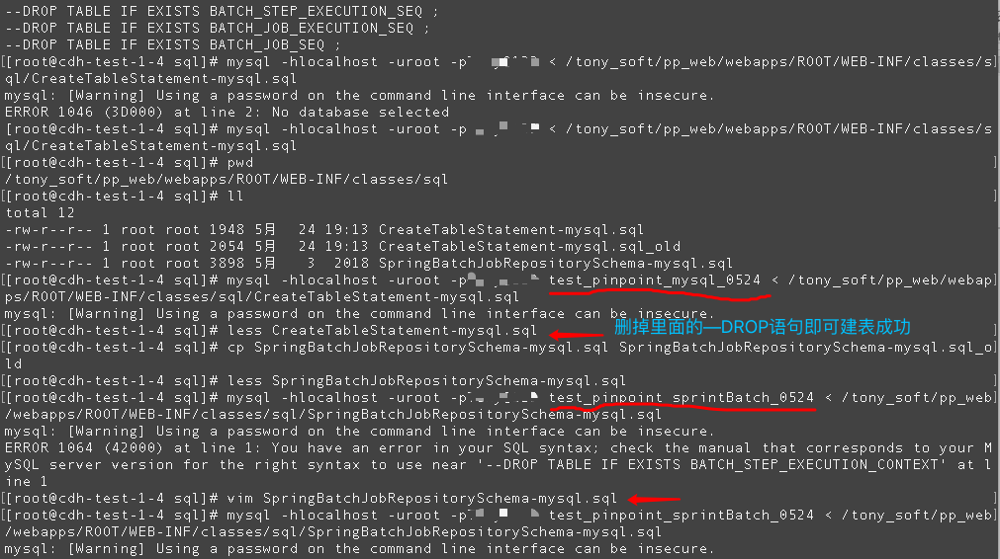 --DROP TABLE IF EXISTS BATCH_STEP_EXECUTION_SEQ ;
--DROP TABLE IF EXISTS BATCH_JOB_EXECUTION_SEQ ;
--DROP TABLE IF EXISTS BATCH_JOB_SEQ ;
[[root@cdh-test-1-4 sql]# mysql -hlocalhost -uroot -p < /tony_soft/pp_web/webapps/ROOT/WEB-INF/classes/s
ql/CreateTableStatement-mysql.sql
mysql: [Warning] Using a password on the command line interface can be insecure.
ERROR 1046 (3D000) at line 2: No database selected
[root@cdh-test-1-4 sql]# mysql -hlocalhost -uroot -p < /tony_soft/pp_web/webapps/ROOT/WEB-INF/classes/s
ql/CreateTableStatement-mysql.sql
[[root@cdh-test-1-4 sql]# pwd ]
/tony_soft/pp_web/webapps/ROOT/WEB-INF/classes/sql
[[root@cdh-test-1-4 sql]# ll ]
total 12
-rw-r--r-- 1 root root 1948 5月 24 19:13 CreateTableStatement-mysql.sql
-rw-r--r-- 1 root root 2054 5月 24 19:13 CreateTableStatement-mysql.sql_old
-rw-r--r-- 1 root root 3898 5月 3 2018 SpringBatchJobRepositorySchema-mysql.sql
[[root@cdh-test-1-4 sql]# mysql -hlocalhost -uroot -p test_pinpoint_mysql_0524 < /tony_soft/pp_web/webap]
ps/ROOT/WEB-INF/classes/sql/CreateTableStatement-mysql.sql
mysql: [Warning] Using a password on the command line interface can be insecure.
[[root@cdh-test-1-4 sql]# less CreateTableStatement-mysql.sql ]
删掉里面的—DROP语句即可建表成功
[[root@cdh-test-1-4 sql]# cp SpringBatchJobRepositorySchema-mysql.sql SpringBatchJobRepositorySchema-mysql.sql_o]
ld
[[root@cdh-test-1-4 sql]# less SpringBatchJobRepositorySchema-mysql.sql ]
[[root@cdh-test-1-4 sql]# mysql -hlocalhost -uroot -p test_pinpoint_sprintBatch_0524 < /tony_soft/pp_web]
/webapps/ROOT/WEB-INF/classes/sql/SpringBatchJobRepositorySchema-mysql.sql
mysql: [Warning] Using a password on the command line interface can be insecure.
ERROR 1064 (42000) at line 1: You have an error in your SQL syntax; check the manual that corresponds to your M
ySQL server version for the right syntax to use near '--DROP TABLE IF EXISTS BATCH_STEP_EXECUTION_CONTEXT' at l
ine 1
[[root@cdh-test-1-4 sql]# vim SpringBatchJobRepositorySchema-mysql.sql ]
[[root@cdh-test-1-4 sql]# mysql -hlocalhost -uroot -p test_pinpoint_sprintBatch_0524 < /tony_soft/pp_web]
/webapps/ROOT/WEB-INF/classes/sql/SpringBatchJobRepositorySchema-mysql.sql
mysql: [Warning] Using a password on the command line interface can be insecure.